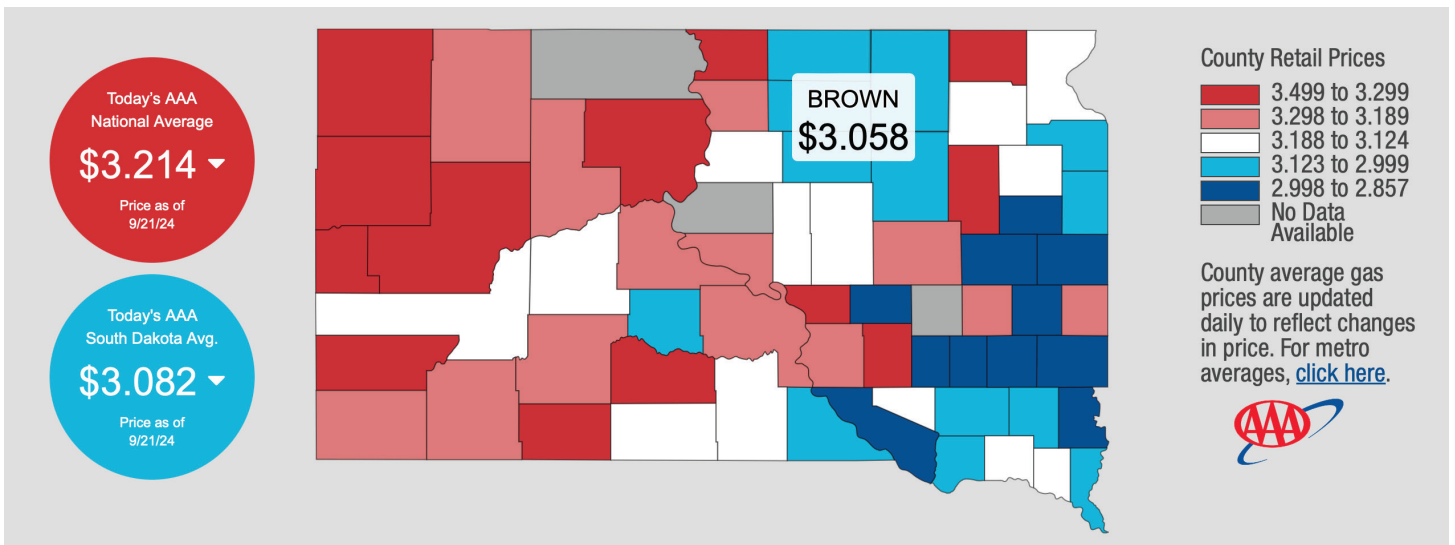 Today's AAA
National Average
$3.214
Price as of
9/21/24
Today's AAA
South Dakota Avg.
$3.082
Price as of
9/21/24
BROWN
$3.058
County Retail Prices
3.499 to 3.299
3.298 to 3.189
3.188 to 3.124
3.123 to 2.999
2.998 to 2.857
No Data
Available
County average gas
prices are updated
daily to reflect changes
in price. For metro
averages, click here.
AAA